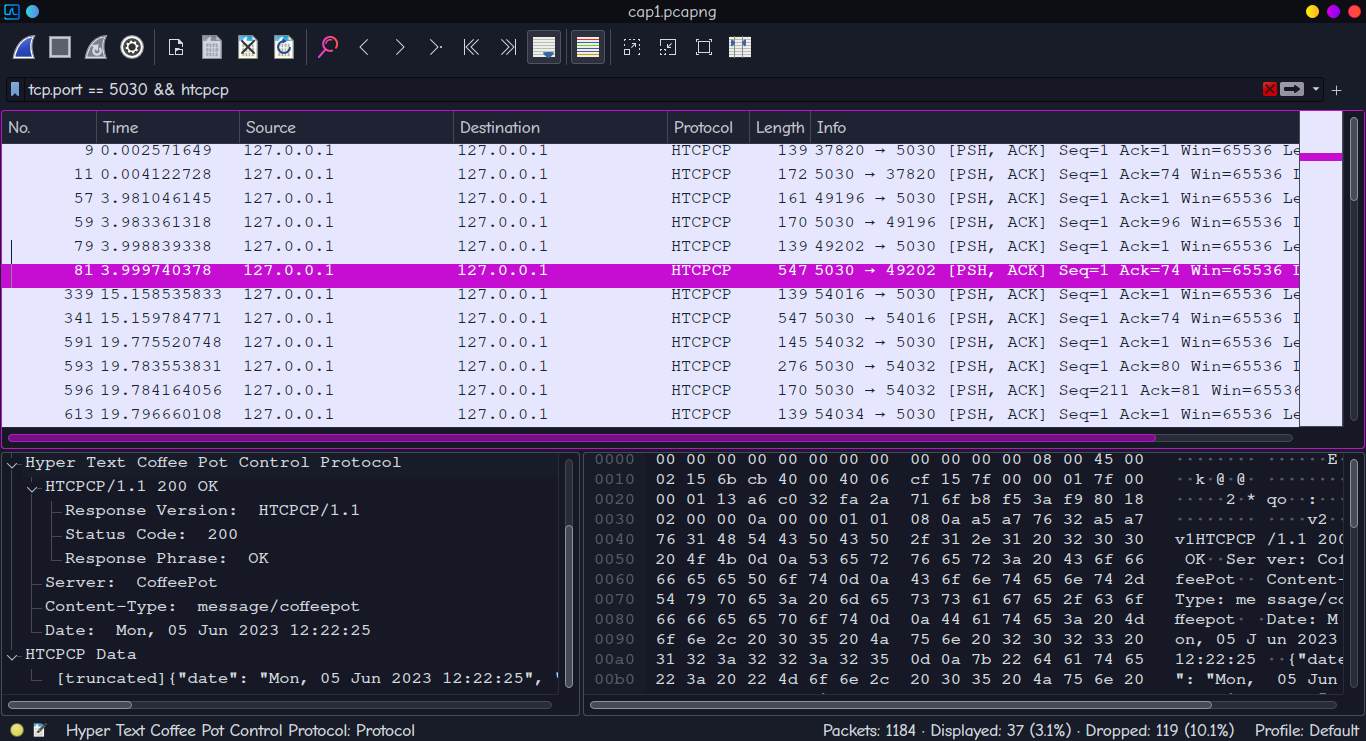 cap1.pcapng
tcp.port == 5030 && htcpcp
No. Time Source Destination Protocol Length Info
9 0.002571649 127.0.0.1 127.0.0.1 HTCPCP 139 37820 → 5030 [PSH, ACK] Seq=1 Ack=1 Win=65536 Le
11 0.004122728 127.0.0.1 127.0.0.1 HTCPCP 172 5030 → 37820 [PSH, ACK] Seq=1 Ack=74 Win=65536 L
57 3.981046145 127.0.0.1 127.0.0.1 HTCPCP 161 49196 → 5030 [PSH, ACK] Seq=1 Ack=1 Win=65536 Le
59 3.983361318 127.0.0.1 127.0.0.1 HTCPCP 170 5030 → 49196 [PSH, ACK] Seq=1 Ack=96 Win=65536 L
79 3.998839338 127.0.0.1 127.0.0.1 HTCPCP 139 49202 → 5030 [PSH, ACK] Seq=1 Ack=1 Win=65536 Le
81 3.999740378 127.0.0.1 127.0.0.1 HTCPCP 547 5030 → 49202 [PSH, ACK] Seq=1 Ack=74 Win=65536 L
339 15.158535833 127.0.0.1 127.0.0.1 HTCPCP 139 54016 → 5030 [PSH, ACK] Seq=1 Ack=1 Win=65536 Le
341 15.159784771 127.0.0.1 127.0.0.1 HTCPCP 547 5030 → 54016 [PSH, ACK] Seq=1 Ack=74 Win=65536 L
591 19.775520748 127.0.0.1 127.0.0.1 HTCPCP 145 54032 → 5030 [PSH, ACK] Seq=1 Ack=1 Win=65536 Le
593 19.783553831 127.0.0.1 127.0.0.1 HTCPCP 276 5030 → 54032 [PSH, ACK] Seq=1 Ack=80 Win=65536 L
596 19.784164056 127.0.0.1 127.0.0.1 HTCPCP 170 5030 → 54032 [PSH, ACK] Seq=211 Ack=81 Win=65536
613 19.796660108 127.0.0.1 127.0.0.1 HTCPCP 139 54034 → 5030 [PSH, ACK] Seq=1 Ack=1 Win=65536 Le
Hyper Text Coffee Pot Control Protocol
HTCPCP/1.1 200 OK
Response Version: HTCPCP/1.1
Status Code: 200
Response Phrase: OK
Server: CoffeePot
Content-Type: message/coffeepot
Date: Mon, 05 Jun 2023 12:22:25
HTCPCP Data
[truncated]{"date": "Mon, 05 Jun 2023 12:22:25", "
0000 00 00 00 00 00 00 00 00 00 00 00 00 08 00 45 00 ········ ······E·
0010 02 15 6b cb 40 00 40 06 cf 15 7f 00 00 01 7f 00 ··k·@·@· ········
0020 00 01 13 a6 c0 32 fa 2a 71 6f b8 f5 3a f9 80 18 ·····2·* qo··:···
0030 02 00 00 0a 00 00 01 01 08 0a a5 a7 76 32 a5 a7 ········ ····v2··
0040 76 31 48 54 43 50 43 50 2f 31 2e 31 20 32 30 30 v1HTCPCP /1.1 200
0050 20 4f 4b 0d 0a 53 65 72 76 65 72 3a 20 43 6f 66 OK··Ser ver: Cof
0060 66 65 65 50 6f 74 0d 0a 43 6f 6e 74 65 6e 74 2d feePot·· Content-
0070 54 79 70 65 3a 20 6d 65 73 73 61 67 65 2f 63 6f Type: me ssage/co
0080 66 66 65 65 70 6f 74 0d 0a 44 61 74 65 3a 20 4d ffeepot· ·Date: M
0090 6f 6e 2c 20 30 35 20 4a 75 6e 20 32 30 32 33 20 on, 05 J un 2023
00a0 31 32 3a 32 32 3a 32 35 0d 0a 7b 22 64 61 74 65 12:22:25 ··{"date
00b0 22 3a 20 22 4d 6f 6e 2c 20 30 35 20 4a 75 6e 20 ": "Mon, 05 Jun
Hyper Text Coffee Pot Control Protocol: Protocol
Packets: 1184 · Displayed: 37 (3.1%) · Dropped: 119 (10.1%)
Profile: Default